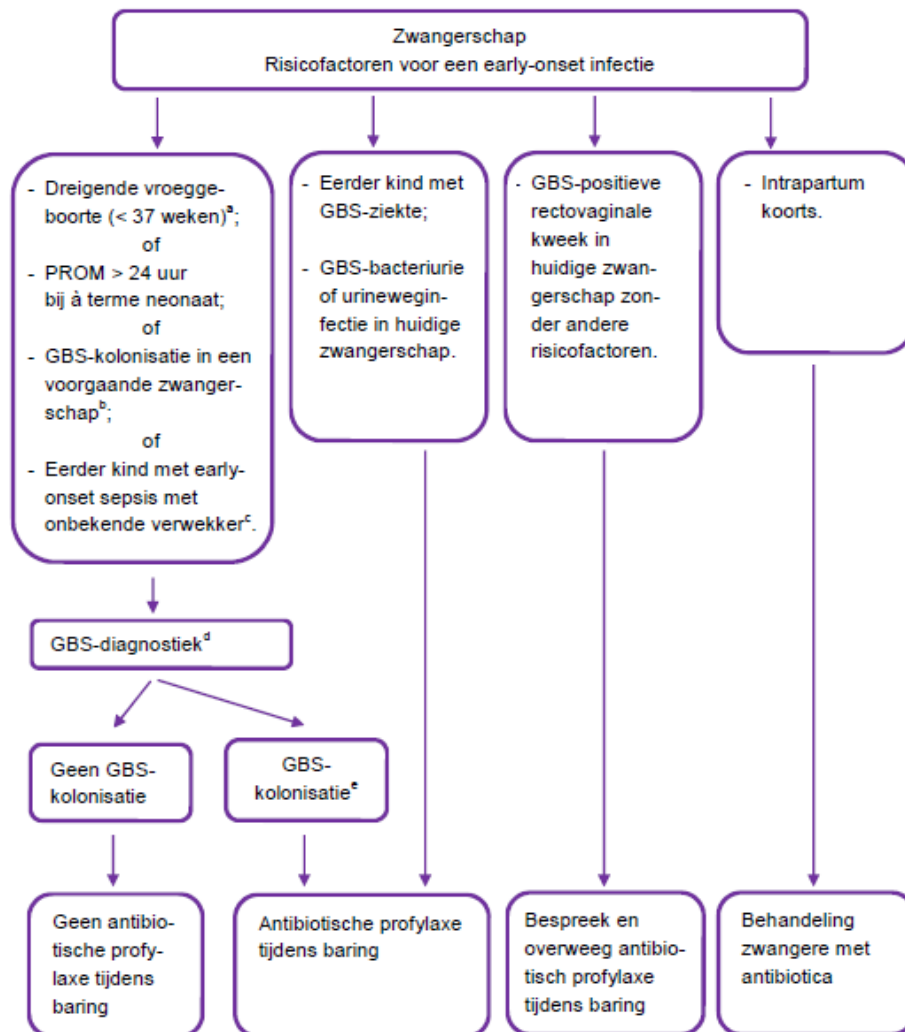 Zwangerschap
Risicofactoren voor een early-onset infectie
- Dreigende vroegge-
boorte (< 37 weken)a;
of
- PROM > 24 uur
bij à terme neonaat;
of
- GBS-kolonisatie in een
voorgaande zwanger-
schapb;
of
- Eerder kind met early-
onset sepsis met
onbekende verwekkerc.
- Eerder kind met
GBS-ziekte;
- GBS-bacteriurie
of urinewegin-
fectie in huidige
zwangerschap.
- GBS-positieve
rectovaginale
kweek in
huidige zwan-
gerschap zon-
der andere
risicofactoren.
- Intrapartum
koorts.
GBS-diagnostiekd
Geen GBS-
kolonisatie
GBS-
kolonisatiee
Geen antibio-
tische profy-
laxe tijdens
baring
Antibiotische profylaxe
tijdens baring
Bespreek en
overweeg antibio-
tisch profylaxe
tijdens baring
Behandeling
zwangere met
antibiotica